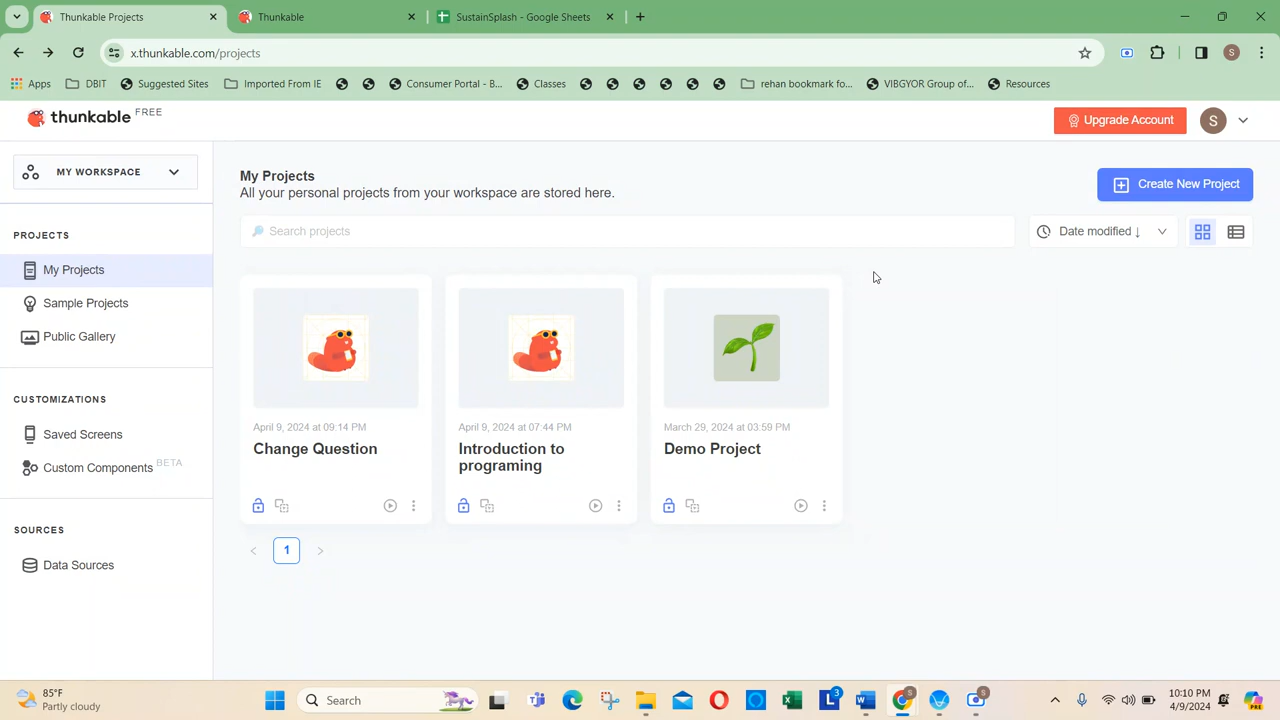 Thunkable Projects
Thunkable
SustainSplash - Google Sheets
x.thunkable.com/projects
Apps
DBIT
Suggested Sites
Imported From IE
Consumer Portal - B...
Classes
rehan bookmark fo...
VIBGYOR Group of...
Resources
S
thunkable FREE
Upgrade Account
S
MY WORKSPACE
My Projects
All your personal projects from your workspace are stored here.
Create New Project
Search projects
Date modified ↓
PROJECTS
My Projects
Sample Projects
Public Gallery
CUSTOMIZATIONS
Saved Screens
Custom Components BETA
SOURCES
Data Sources
April 9, 2024 at 09:14 PM
Change Question
April 9, 2024 at 07:44 PM
Introduction to
programing
March 29, 2024 at 03:59 PM
Demo Project
1
85°F
Partly cloudy
Search
3
S
S
10:10 PM
4/9/2024
PRE